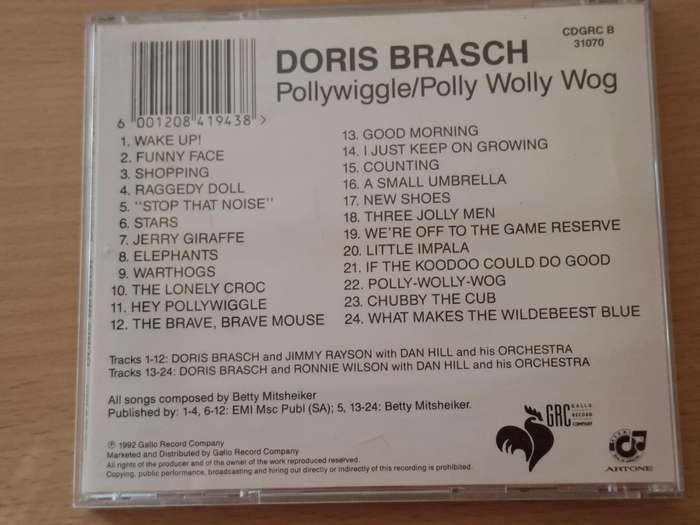 CDGRC B
31070
DORIS BRASCH
Pollywiggle/Polly Wolly Wog
6 001208 419438 >
1. WAKE UP!
2. FUNNY FACE
3. SHOPPING
4. RAGGEDY DOLL
5. "STOP THAT NOISE"
6. STARS
7. JERRY GIRAFFE
8. ELEPHANTS
9. WARTHOGS
10. THE LONELY CROC
11. HEY POLLYWIGGLE
12. THE BRAVE, BRAVE MOUSE
13. GOOD MORNING
14. I JUST KEEP ON GROWING
15. COUNTING
16. A SMALL UMBRELLA
17. NEW SHOES
18. THREE JOLLY MEN
19. WE'RE OFF TO THE GAME RESERVE
20. LITTLE IMPALA
21. IF THE KOODOO COULD DO GOOD
22. POLLY-WOLLY-WOG
23. CHUBBY THE CUB
24. WHAT MAKES THE WILDEBEEST BLUE
Tracks 1-12: DORIS BRASCH and JIMMY RAYSON with DAN HILL and his ORCHESTRA
Tracks 13-24: DORIS BRASCH and RONNIE WILSON with DAN HILL and his ORCHESTRA
All songs composed by Betty Mitsheiker
Published by: 1-4, 6-12: EMI Msc Publ (SA); 5, 13-24: Betty Mitsheiker.
℗ 1992 Gallo Record Company
Marketed and Distributed by Gallo Record Company
All rights of the producer and of the owner of the work reproduced reserved.
Copying, public performance, broadcasting and hiring out directly or indirectly of this recording is prohibited.
GRC GALLO
RECORD
COMPANY
ARTONE